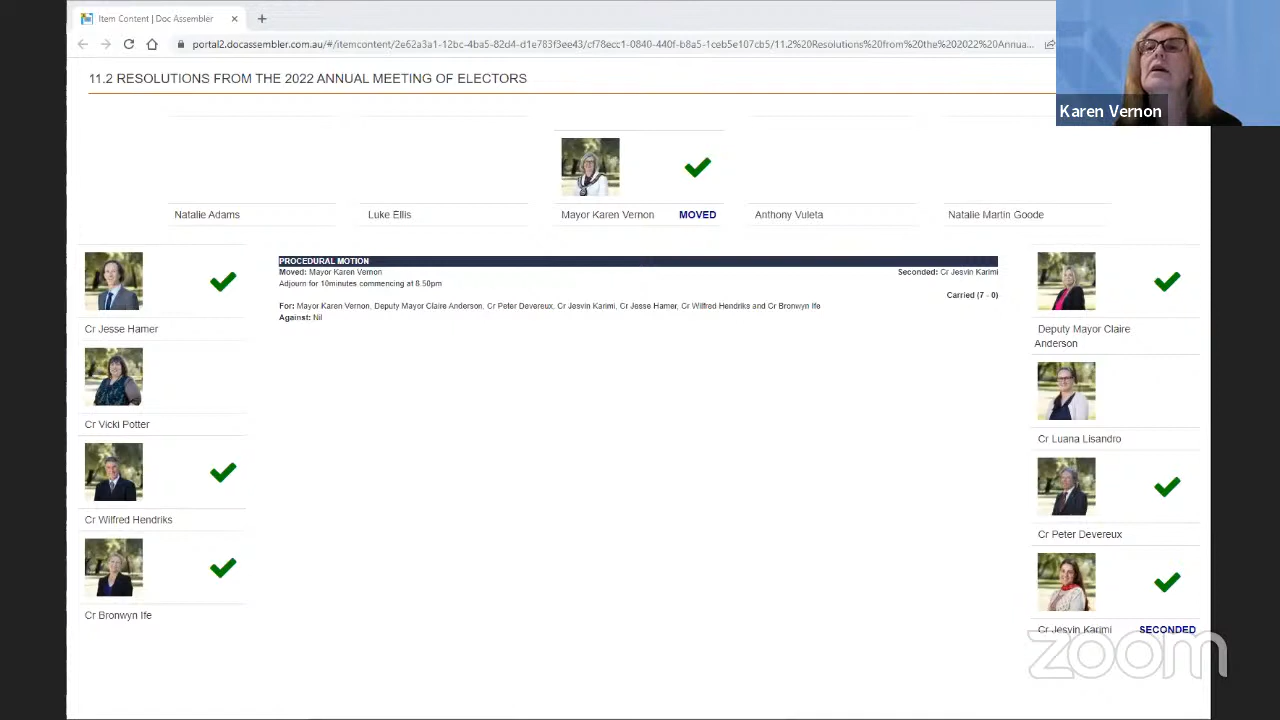 Item Content | Doc Assembler
portal2.docassembler.com.au/#/itemcontent/2e62a3a1-12bc-4ba5-82d4-d1e783f3ee43/cf78ecc1-0840-440f-b8a5-1ceb5e107cb5/11.2%20Resolutions%20from%20the%202022%20Annua...
Karen Vernon
11.2 RESOLUTIONS FROM THE 2022 ANNUAL MEETING OF ELECTORS
Natalie Adams
Luke Ellis
Mayor Karen Vernon MOVED
Anthony Vuleta
Natalie Martin Goode
Cr Jesse Hamer
Cr Vicki Potter
Cr Wilfred Hendriks
Cr Bronwyn Ife
PROCEDURAL MOTION
Moved: Mayor Karen Vernon Seconded: Cr Jesvin Karimi
Adjourn for 10minutes commencing at 8.50pm
Carried (7 - 0)
For: Mayor Karen Vernon, Deputy Mayor Claire Anderson, Cr Peter Devereux, Cr Jesvin Karimi, Cr Jesse Hamer, Cr Wilfred Hendriks and Cr Bronwyn Ife
Against: Nil
Deputy Mayor Claire
Anderson
Cr Luana Lisandro
Cr Peter Devereux
Cr Jesvin Karimi SECONDED
zoom